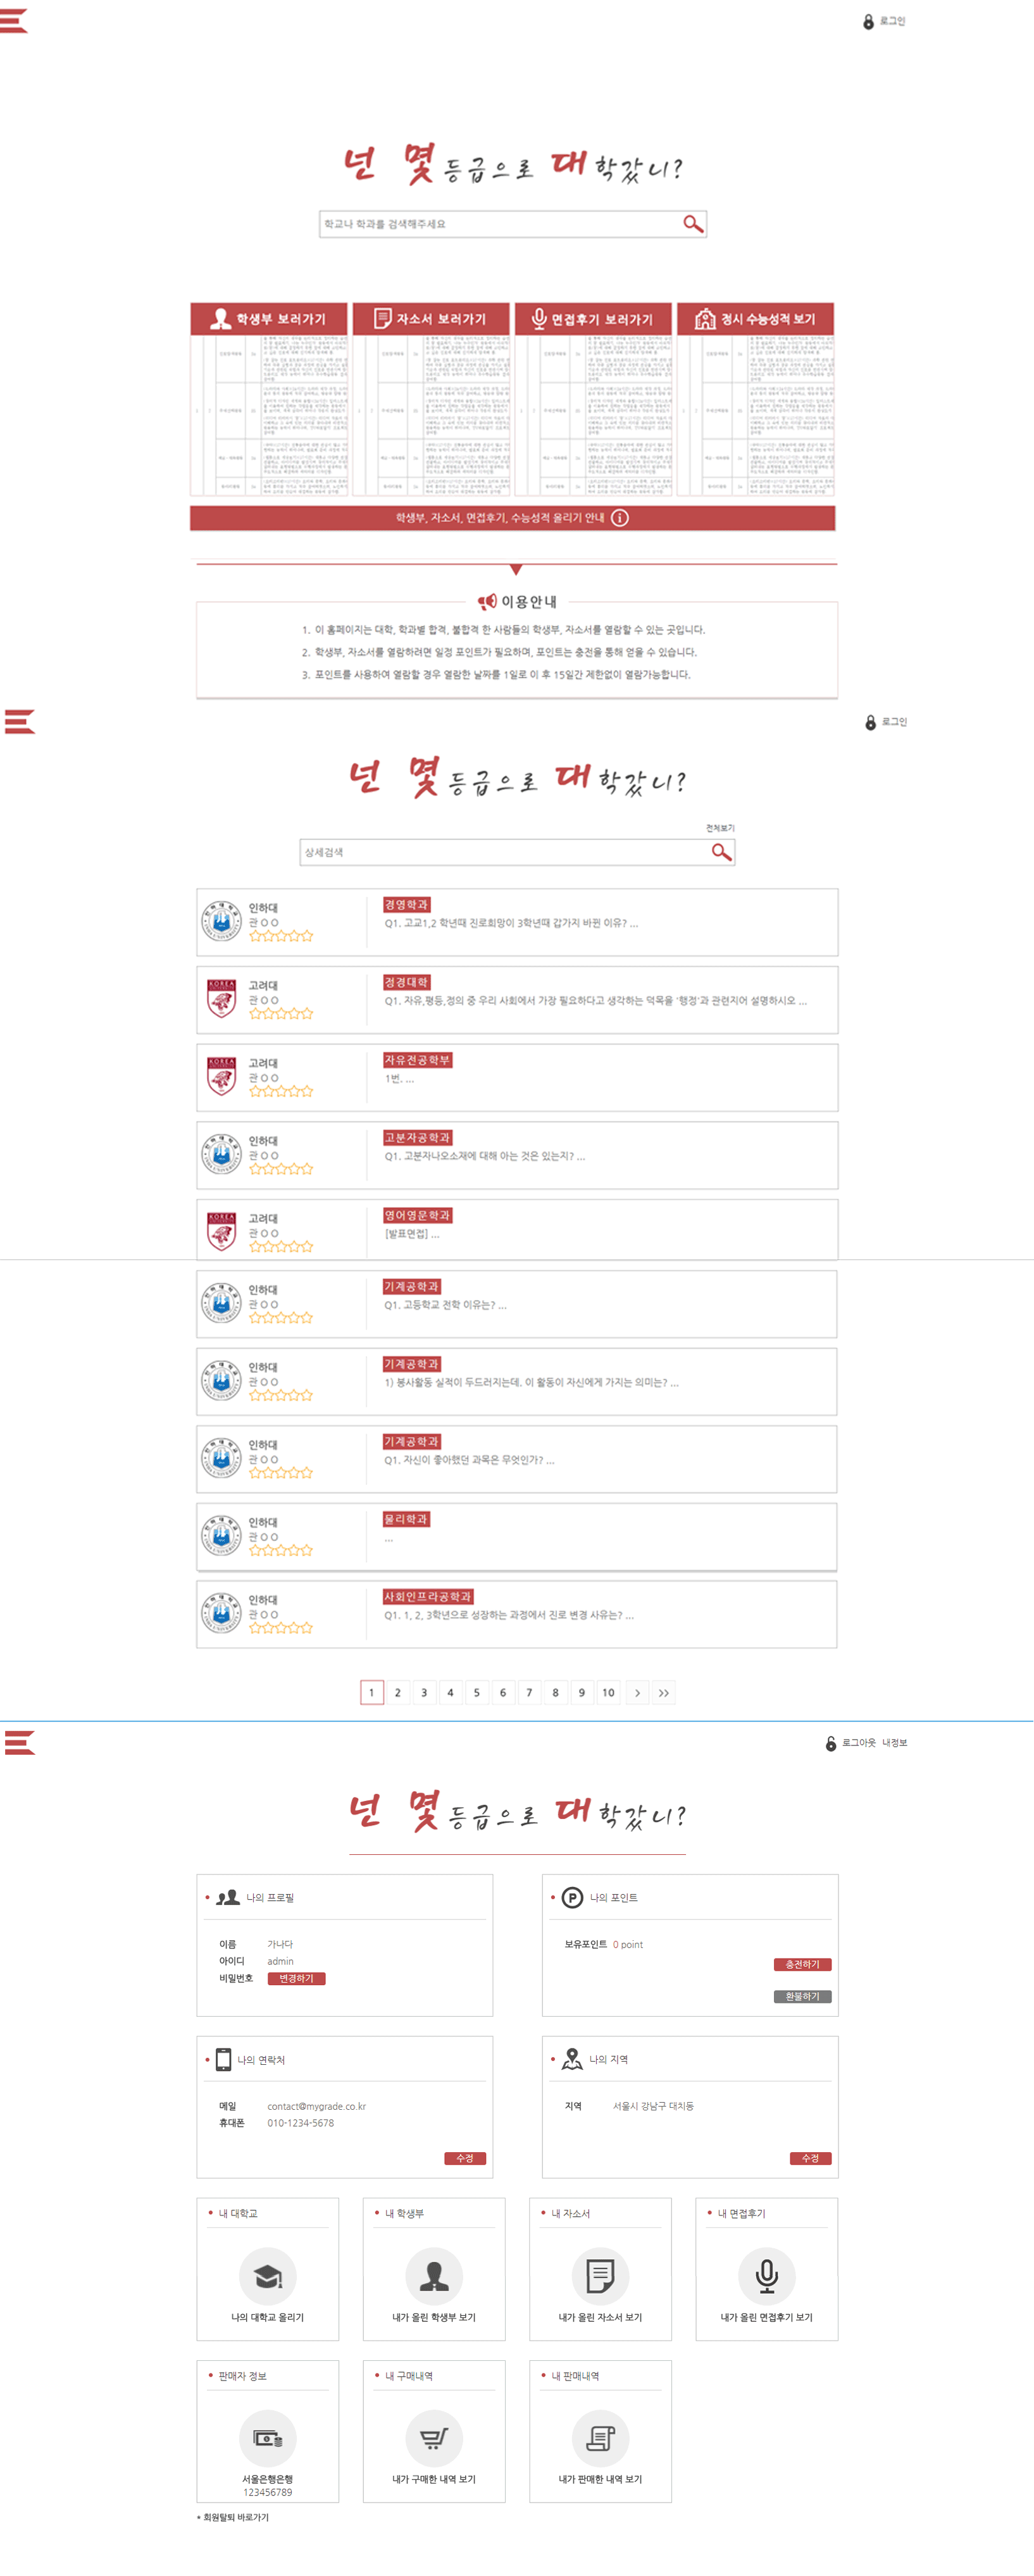 로그인
넌 몇 등급으로 대학갔니?
학교나 학과를 검색해주세요
학생부 보러가기
자소서 보러가기
면접후기 보러가기
정시 수능성적 보기
학생부, 자소서, 면접후기, 수능성적 올리기 안내
이용안내
1. 이 홈페이지는 대학, 학과별 합격, 불합격 한 사람들의 학생부, 자소서를 열람할 수 있는 곳입니다.
2. 학생부, 자소서를 열람하려면 일정 포인트가 필요하며, 포인트는 충전을 통해 얻을 수 있습니다.
3. 포인트를 사용하여 열람할 경우 열람한 날짜를 1일로 이 후 15일간 제한없이 열람가능합니다.
로그인
넌 몇 등급으로 대학갔니?
전체보기
상세검색
인하대
관 O O
경영학과
Q1. 고교1,2 학년때 진로희망이 3학년때 갑가지 바뀐 이유? ...
KOREA
고려대
관 O O
정경대학
Q1. 자유,평등,정의 중 우리 사회에서 가장 필요하다고 생각하는 덕목을 '행정'과 관련지어 설명하시오 ...
KOREA
고려대
관 O O
자유전공학부
1번. ...
인하대
관 O O
고분자공학과
Q1. 고분자나오소재에 대해 아는 것은 있는지? ...
KOREA
고려대
관 O O
영어영문학과
[발표면접] ...
인하대
관 O O
기계공학과
Q1. 고등학교 전학 이유는? ...
인하대
관 O O
기계공학과
1) 봉사활동 실적이 두드러지는데. 이 활동이 자신에게 가지는 의미는? ...
인하대
관 O O
기계공학과
Q1. 자신이 좋아했던 과목은 무엇인가? ...
인하대
관 O O
물리학과
...
인하대
관 O O
사회인프라공학과
Q1. 1, 2, 3학년으로 성장하는 과정에서 진로 변경 사유는? ...
1 2 3 4 5 6 7 8 9 10 > >>
로그아웃 내정보
넌 몇 등급으로 대학갔니?
나의 프로필
이름 가나다
아이디 admin
비밀번호 변경하기
나의 포인트
보유포인트 0 point
충전하기
환불하기
나의 연락처
메일 contact@mygrade.co.kr
휴대폰 010-1234-5678
수정
나의 지역
지역 서울시 강남구 대치동
수정
내 대학교
나의 대학교 올리기
내 학생부
내가 올린 학생부 보기
내 자소서
내가 올린 자소서 보기
내 면접후기
내가 올린 면접후기 보기
판매자 정보
서울은행은행
123456789
내 구매내역
내가 구매한 내역 보기
내 판매내역
내가 판매한 내역 보기
* 회원탈퇴 바로가기